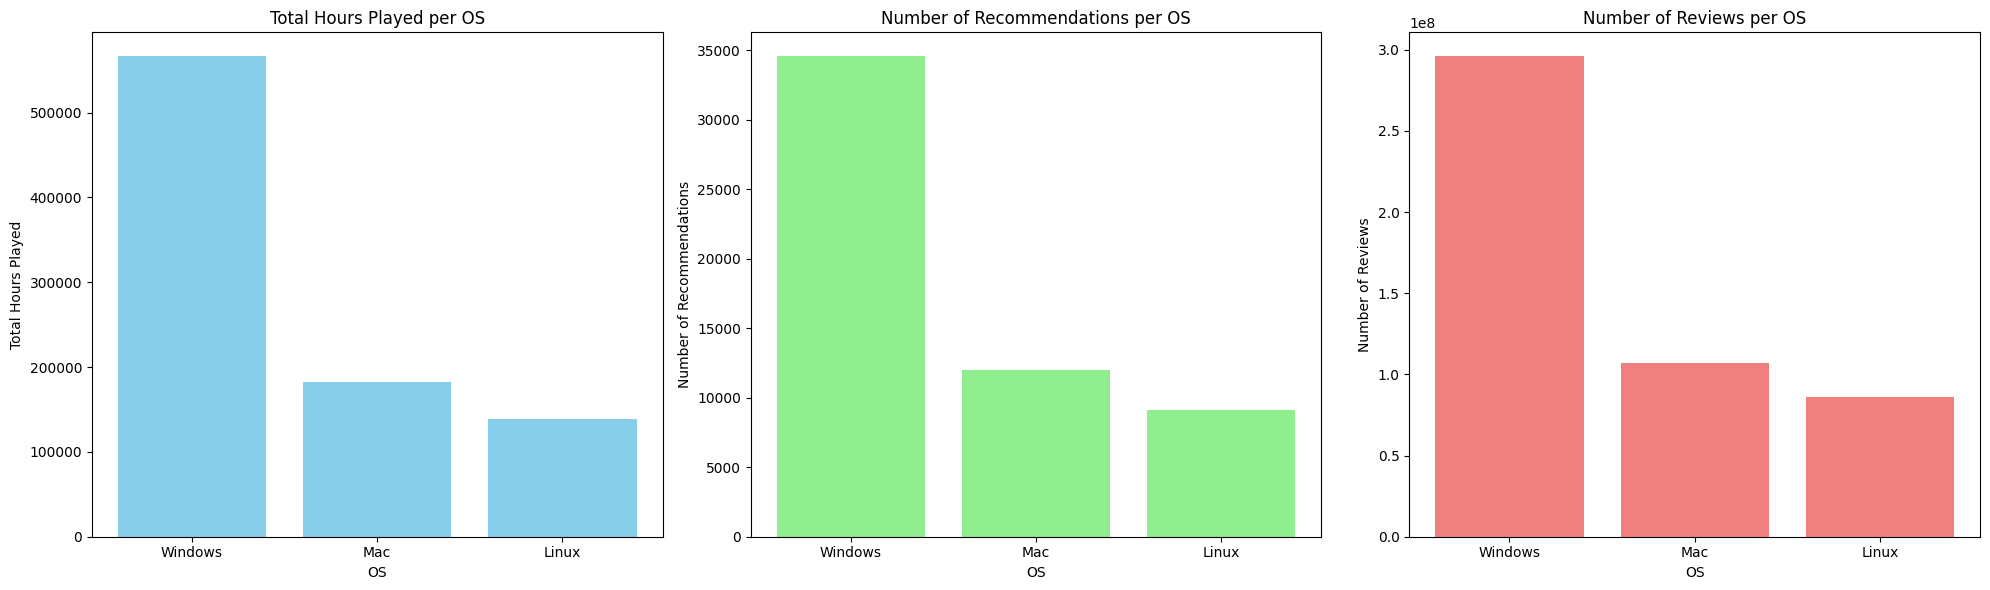 Total Hours Played per OS
Total Hours Played
500000
400000
300000
200000
100000
0
Windows Mac Linux
OS
Number of Recommendations per OS
Number of Recommendations
35000
30000
25000
20000
15000
10000
5000
0
Windows Mac Linux
OS
Number of Reviews per OS
1e8
Number of Reviews
3.0
2.5
2.0
1.5
1.0
0.5
0.0
Windows Mac Linux
OS